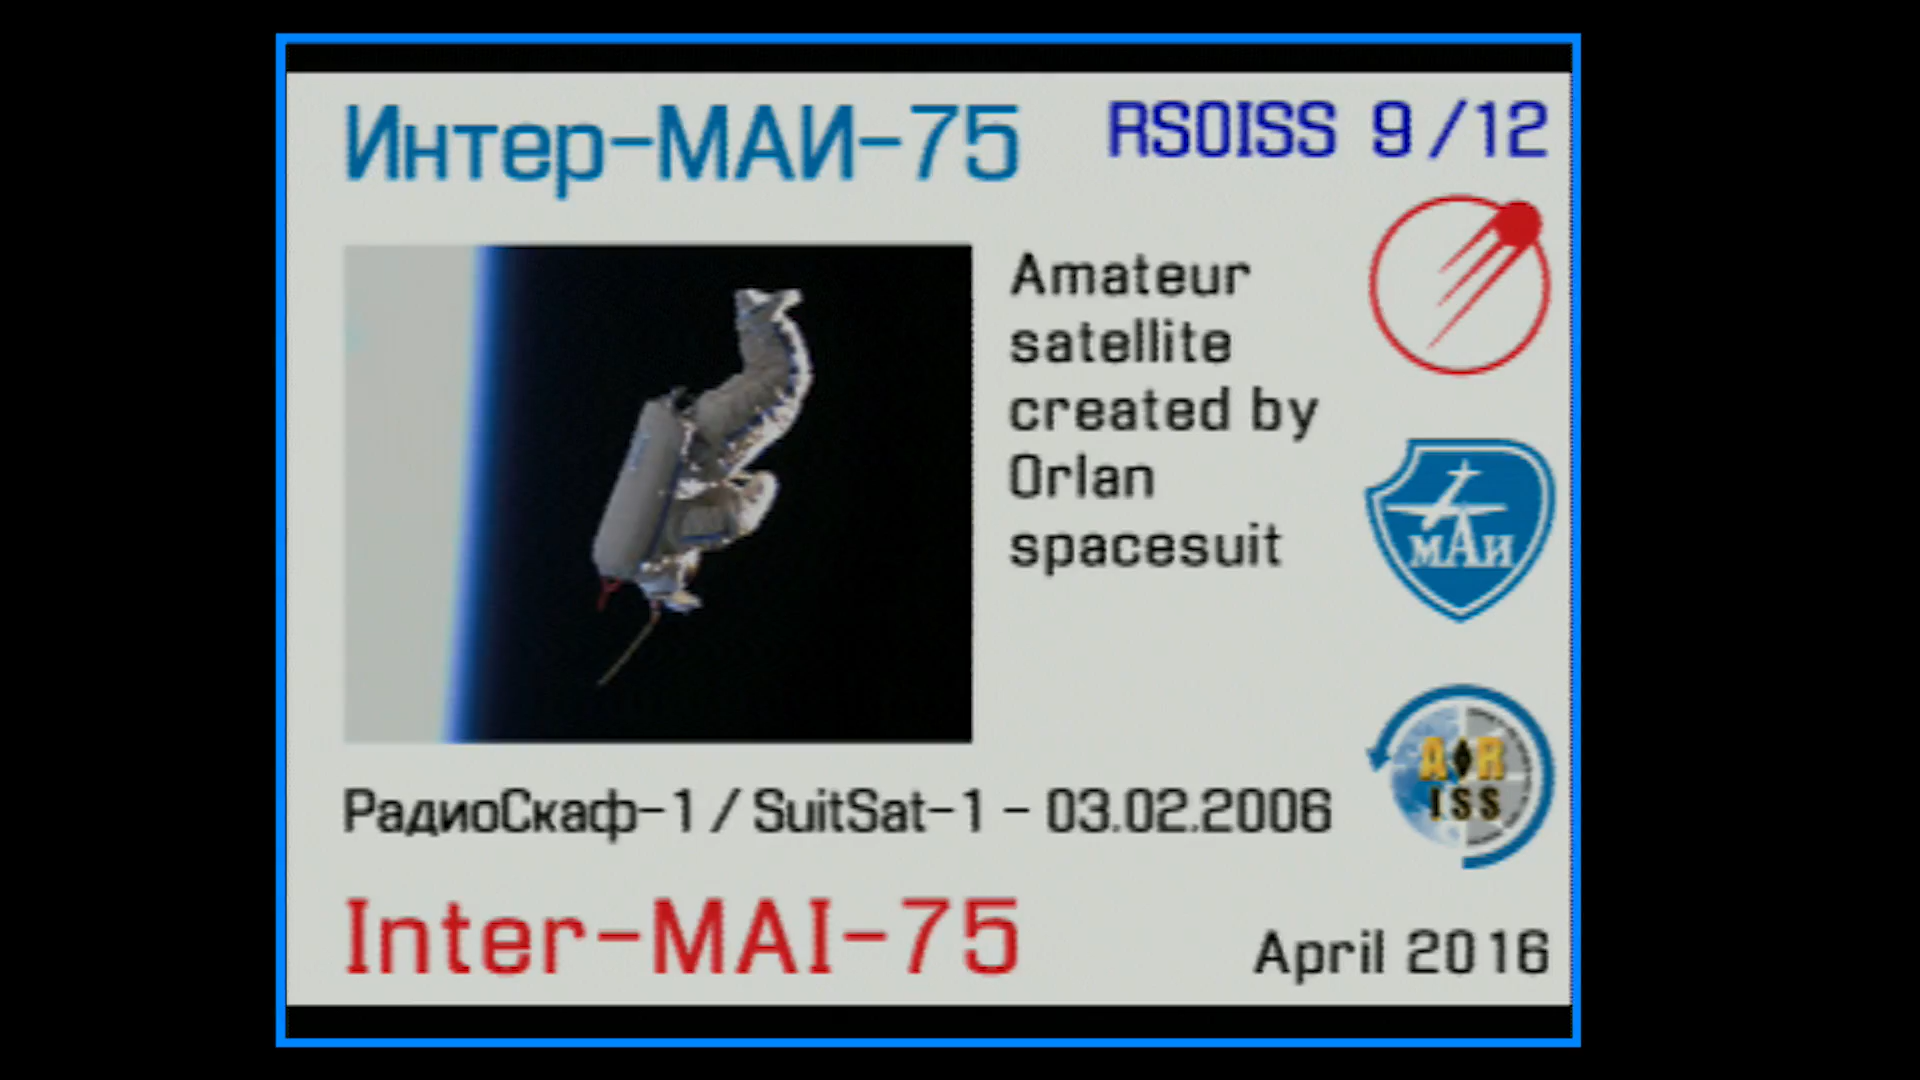 Интер-МАИ-75
RS0ISS 9/12
Amateur
satellite
created by
Orlan
spacesuit
МАИ
ARISS
РадиоСкаф-1 / SuitSat-1 - 03.02.2006
Inter-MAI-75
April 2016